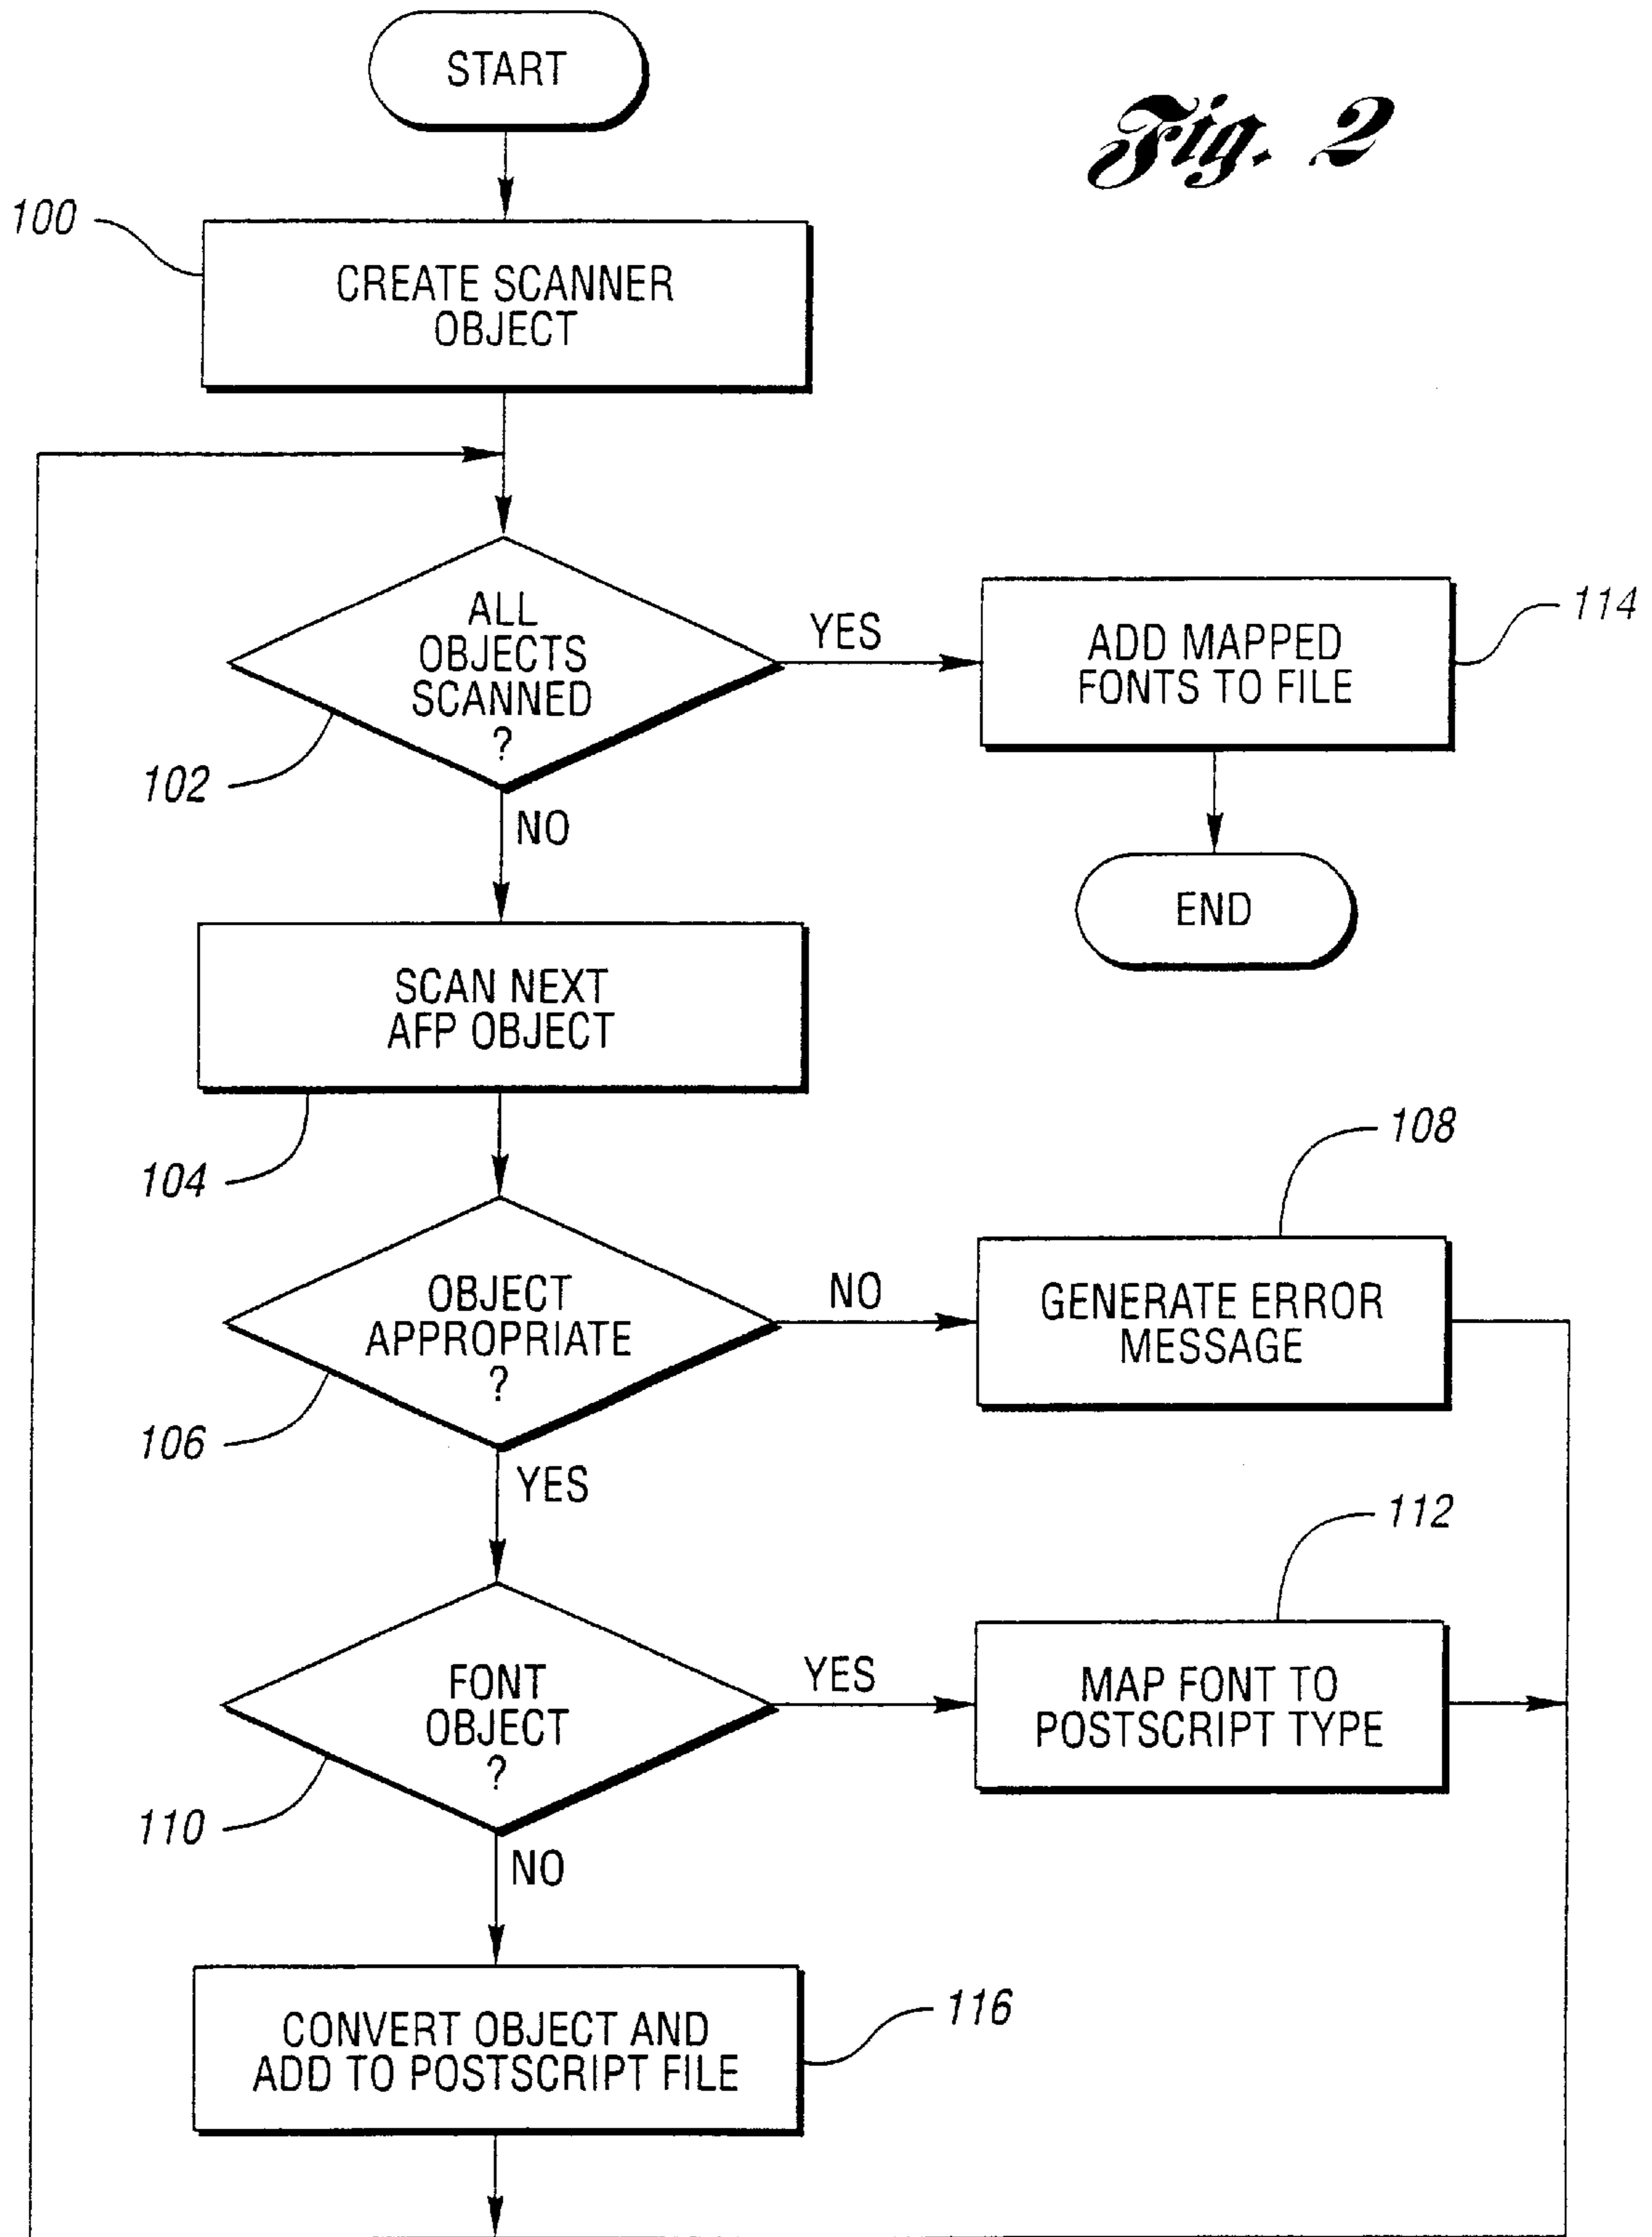 START
Fig. 2
100
CREATE SCANNER
OBJECT
ALL
OBJECTS
SCANNED
?
YES
ADD MAPPED
FONTS TO FILE
114
102
NO
END
SCAN NEXT
AFP OBJECT
104
108
OBJECT
APPROPRIATE
?
NO
GENERATE ERROR
MESSAGE
106
YES
112
FONT
OBJECT
?
YES
MAP FONT TO
POSTSCRIPT TYPE
110
NO
CONVERT OBJECT AND
ADD TO POSTSCRIPT FILE
116